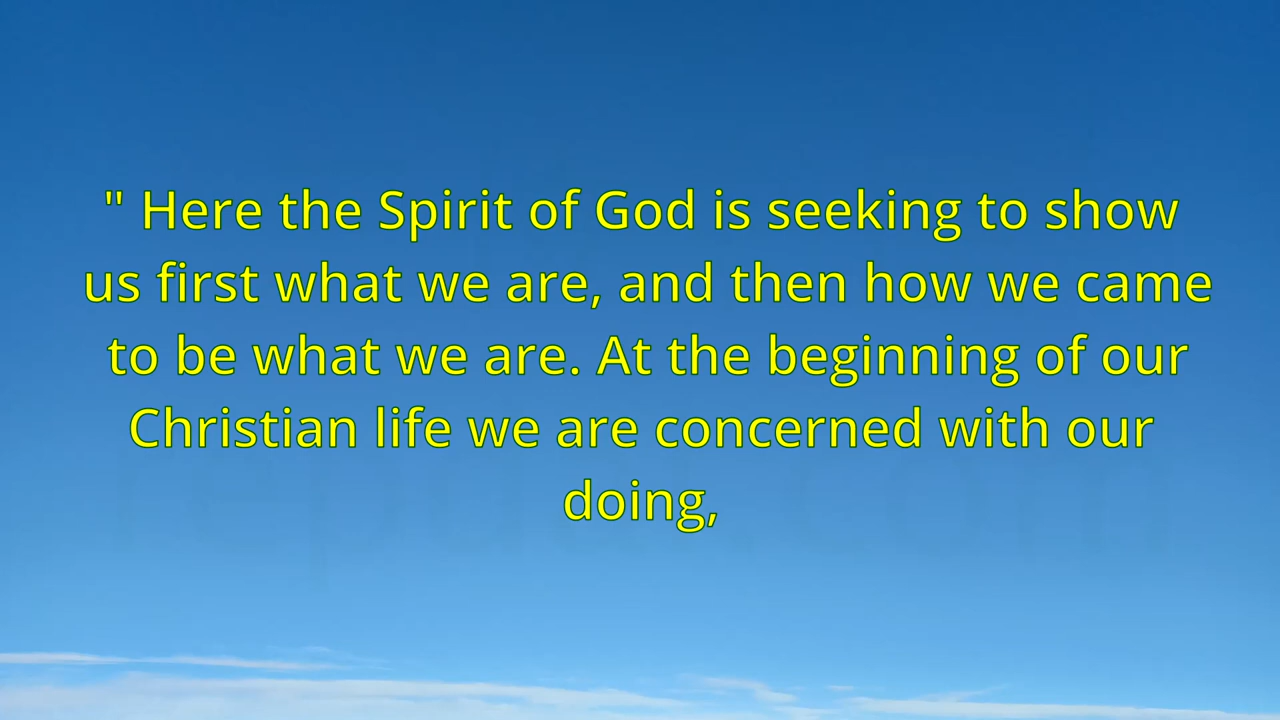 " Here the Spirit of God is seeking to show
us first what we are, and then how we came
to be what we are. At the beginning of our
Christian life we are concerned with our
doing,